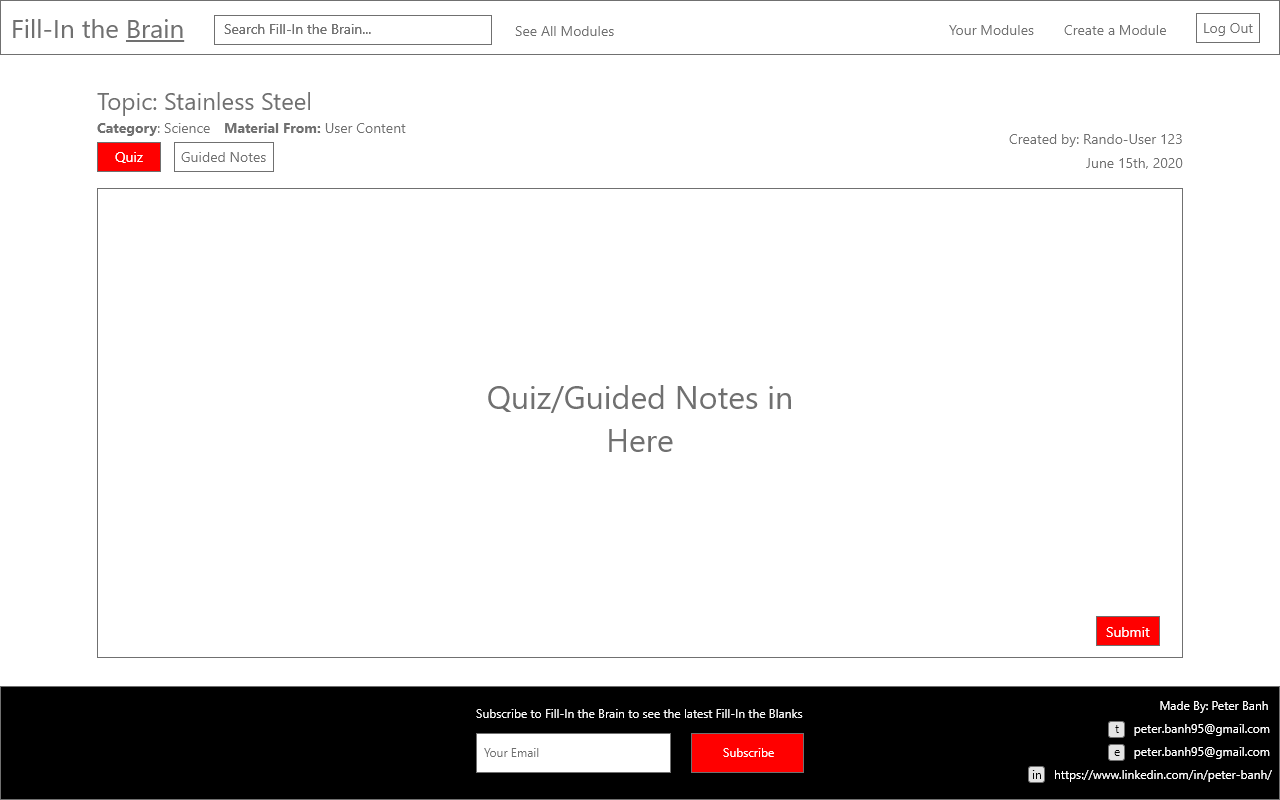 Fill-In the Brain
Search Fill-In the Brain...
See All Modules
Your Modules
Create a Module
Log Out
Topic: Stainless Steel
Category: Science Material From: User Content
Created by: Rando-User 123
Quiz
Guided Notes
June 15th, 2020
Quiz/Guided Notes in
Here
Submit
Subscribe to Fill-In the Brain to see the latest Fill-In the Blanks
Your Email
Subscribe
Made By: Peter Banh
t peter.banh95@gmail.com
e peter.banh95@gmail.com
in https://www.linkedin.com/in/peter-banh/